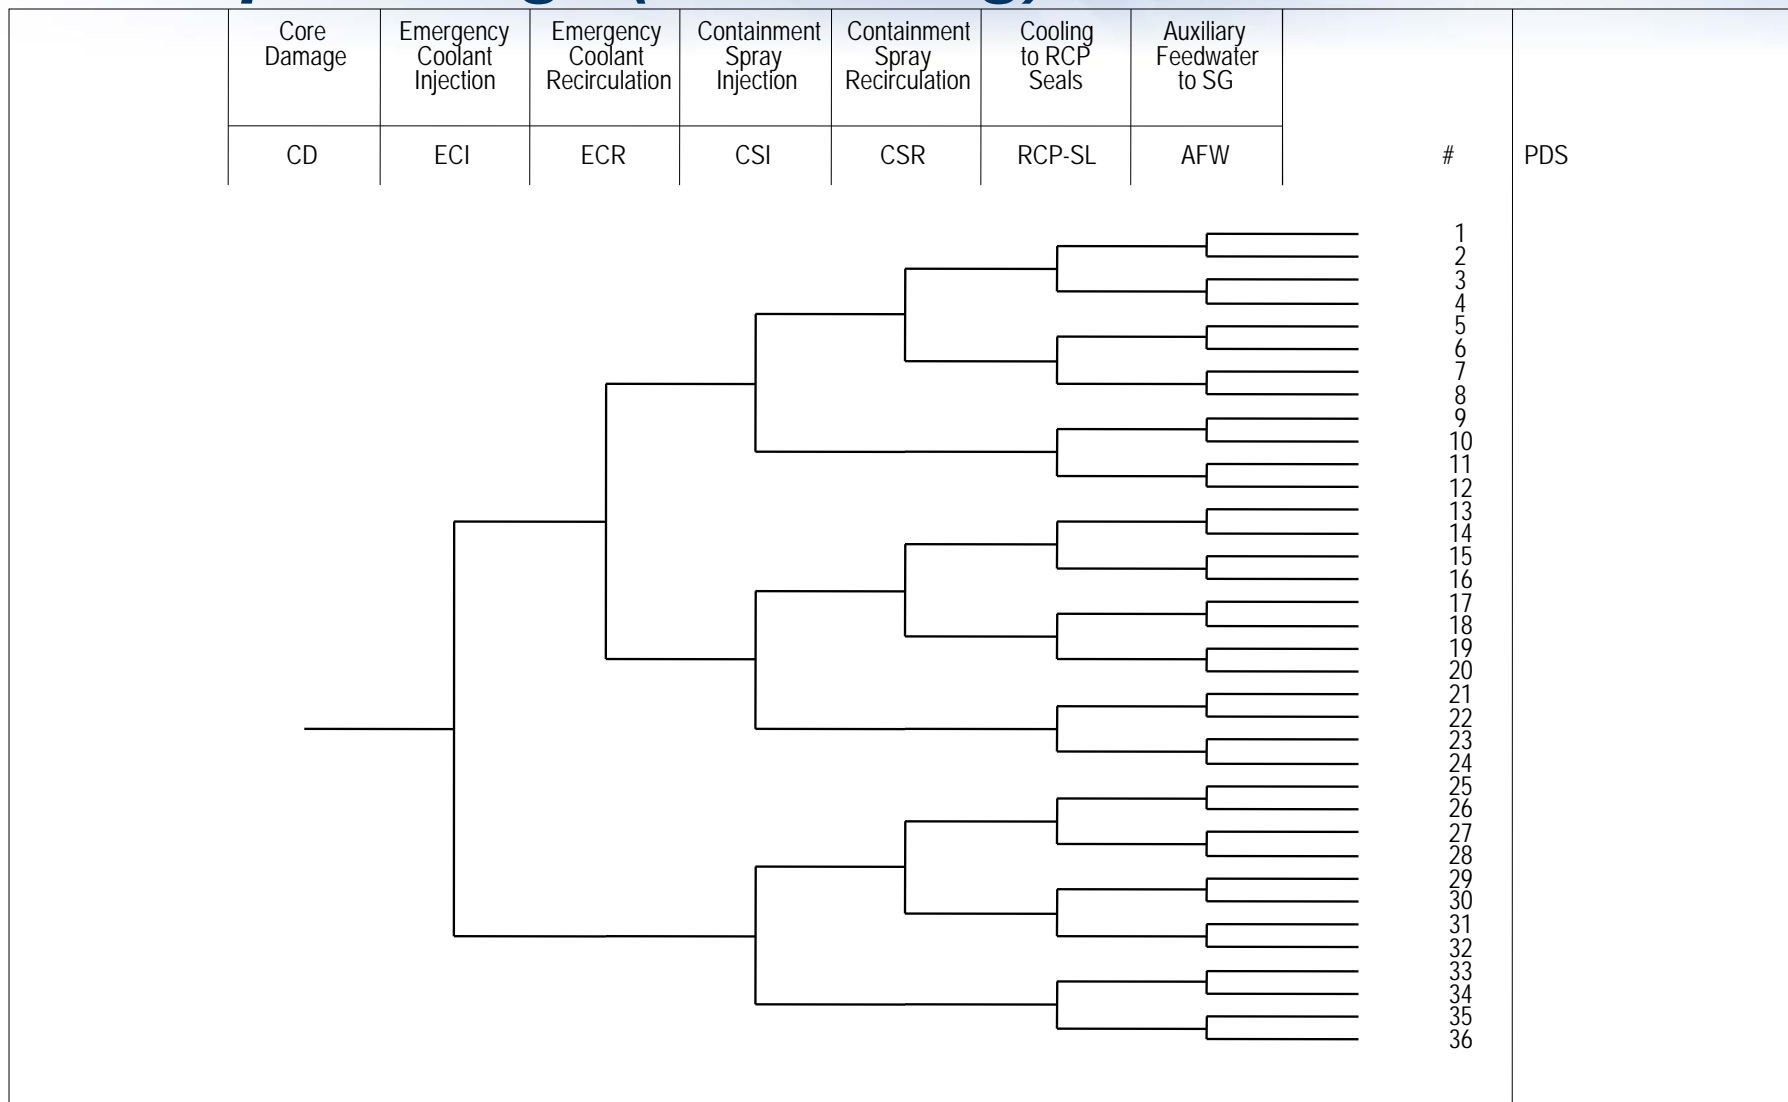 Core
Damage
Emergency
Coolant
Injection
Emergency
Coolant
Recirculation
Containment
Spray
Injection
Containment
Spray
Recirculation
Cooling
to RCP
Seals
Auxiliary
Feedwater
to SG
CD
ECI
ECR
CSI
CSR
RCP-SL
AFW
#
PDS
1
2
3
4
5
6
7
8
9
10
11
12
13
14
15
16
17
18
19
20
21
22
23
24
25
26
27
28
29
30
31
32
33
34
35
36